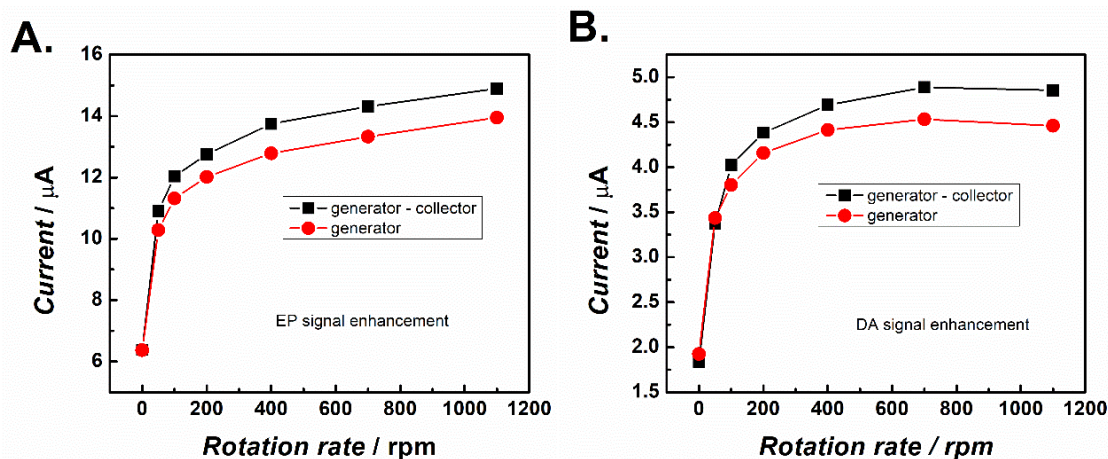 A.
16
14
12
10
8
6
Current / μA
generator - collector
generator
EP signal enhancement
0 200 400 600 800 1000 1200
Rotation rate / rpm
B.
5.0
4.5
4.0
3.5
3.0
2.5
2.0
1.5
Current / μA
generator - collector
generator
DA signal enhancement
0 200 400 600 800 1000 1200
Rotation rate / rpm